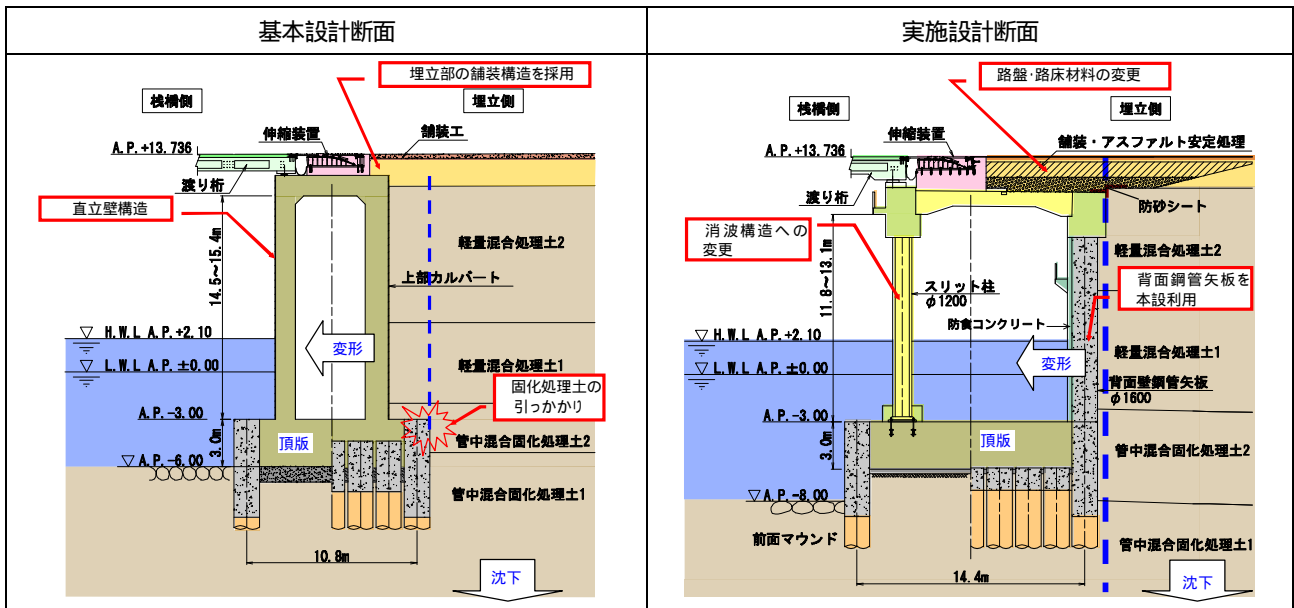 基本設計断面
埋立部の舗装構造を採用
桟橋側
埋立側
伸縮装置
舗装工
A.P.+13.736
渡り桁
直立壁構造
14.5~15.4m
軽量混合処理土2
上部カルバート
H.W.L A.P.+2.10
変形
L.W.L A.P.±0.00
軽量混合処理土1
固化処理土の
引っかかり
A.P.-3.00
3.0m
頂版
管中混合固化処理土2
A.P.-6.00
管中混合固化処理土1
10.8m
沈下
実施設計断面
路盤・路床材料の変更
桟橋側
埋立側
伸縮装置
舗装・アスファルト安定処理
A.P.+13.736
渡り桁
防砂シート
消波構造への
変更
11.8~13.1m
軽量混合処理土2
スリット柱
φ1200
背面鋼管矢板を
本設利用
防食コンクリート
H.W.L A.P.+2.10
変形
軽量混合処理土1
L.W.L A.P.±0.00
背面壁鋼管矢板
φ1600
A.P.-3.00
3.0m
頂版
管中混合固化処理土2
A.P.-8.00
前面マウンド
管中混合固化処理土1
14.4m
沈下